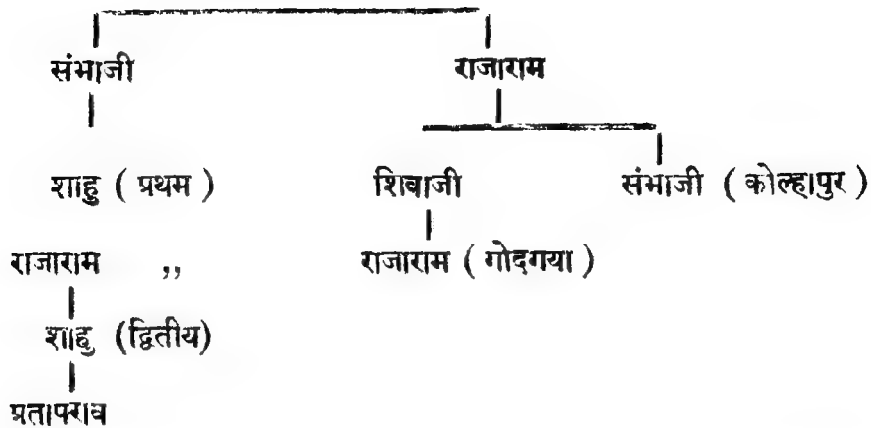 संभाजी राजाराम
शाहु ( प्रथम ) शिवाजी संभाजी ( कोल्हापुर )
राजाराम ,, राजाराम ( गोदगया )
शाहु (द्वितीय)
प्रतापराव